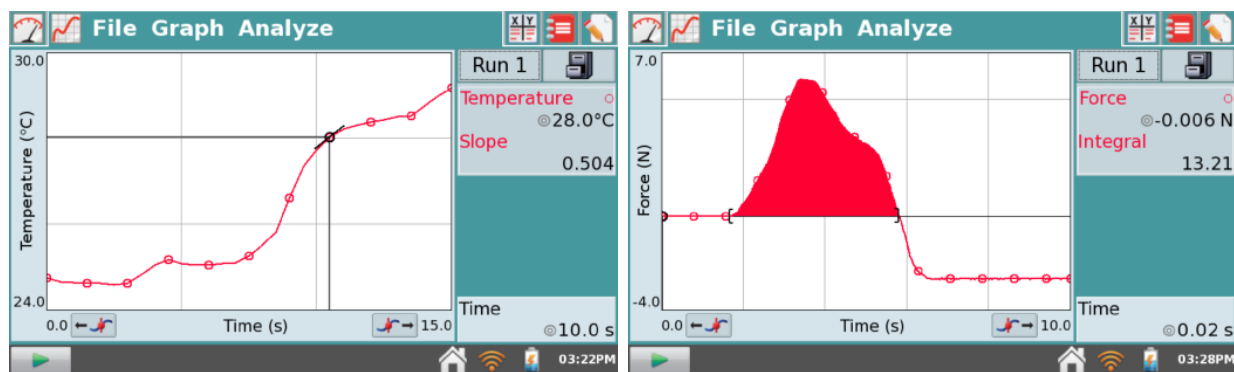 File Graph Analyze
X Y
30.0
Temperature (°C)
24.0
0.0
Time (s)
15.0
Run 1
Temperature
28.0°C
Slope
0.504
Time
10.0 s
03:22PM
File Graph Analyze
X Y
7.0
Force (N)
-4.0
0.0
Time (s)
10.0
Run 1
Force
-0.006 N
Integral
13.21
Time
0.02 s
03:28PM